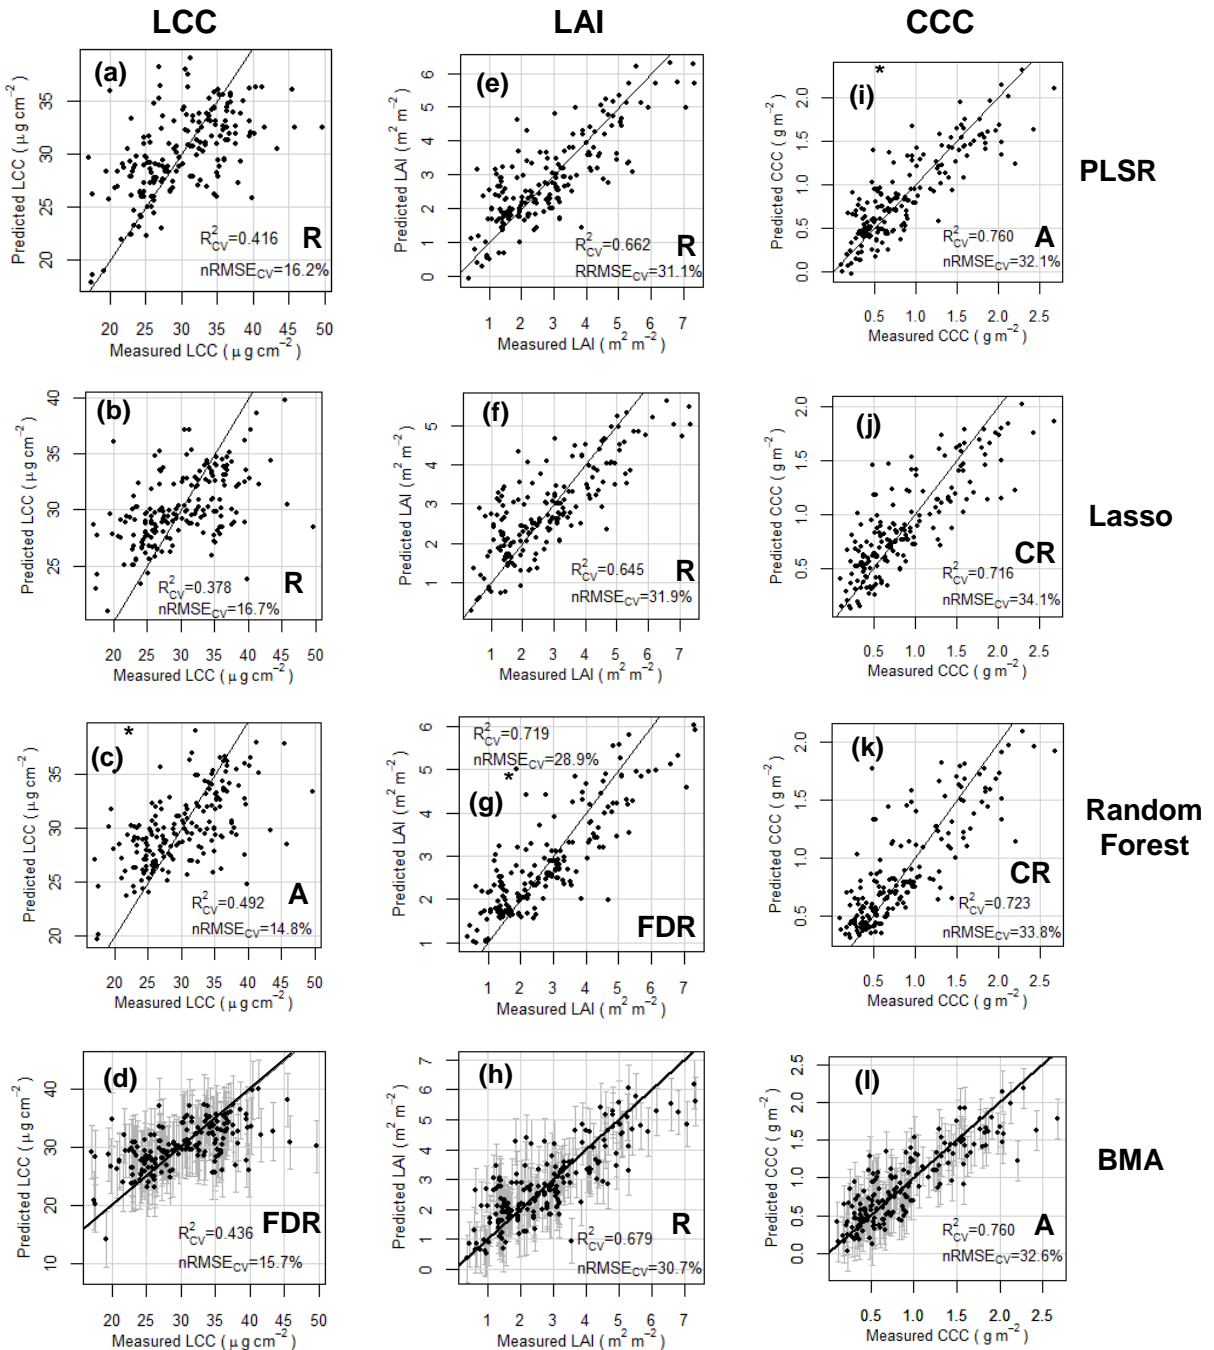 LCC LAI CCC
(a)
Predicted LCC ( μ g cm−2)
20 25 30 35
R2CV=0.416
nRMSECV=16.2%
R
20 25 30 35 40 45 50
Measured LCC ( μ g cm−2)
(e)
Predicted LAI ( m2 m−2)
0 1 2 3 4 5 6
R2CV=0.662
RRMSECV=31.1%
R
1 2 3 4 5 6 7
Measured LAI ( m2 m−2)
(i)
*
Predicted CCC ( g m−2)
0.0 0.5 1.0 1.5 2.0
R2CV=0.760
nRMSECV=32.1%
A
0.5 1.0 1.5 2.0 2.5
Measured CCC ( g m−2)
PLSR
(b)
Predicted LCC ( μ g cm−2)
25 30 35 40
R2CV=0.378
nRMSECV=16.7%
R
20 25 30 35 40 45 50
Measured LCC ( μ g cm−2)
(f)
Predicted LAI ( m2 m−2)
1 2 3 4 5
R2CV=0.645
nRMSECV=31.9%
R
1 2 3 4 5 6 7
Measured LAI ( m2 m−2)
(j)
Predicted CCC ( g m−2)
0.5 1.0 1.5 2.0
CR
R2CV=0.716
nRMSECV=34.1%
0.5 1.0 1.5 2.0 2.5
Measured CCC ( g m−2)
Lasso
(c)
*
Predicted LCC ( μ g cm−2)
20 25 30 35
R2CV=0.492
nRMSECV=14.8%
A
20 25 30 35 40 45 50
Measured LCC ( μ g cm−2)
R2CV=0.719
nRMSECV=28.9%
*
(g)
Predicted LAI ( m2 m−2)
1 2 3 4 5 6
FDR
1 2 3 4 5 6 7
Measured LAI ( m2 m−2)
(k)
Predicted CCC ( g m−2)
0.5 1.0 1.5 2.0
CR
R2CV=0.723
nRMSECV=33.8%
0.5 1.0 1.5 2.0 2.5
Measured CCC ( g m−2)
Random
Forest
(d)
Predicted LCC ( μ g cm−2)
10 20 30 40
FDR
R2CV=0.436
nRMSECV=15.7%
20 25 30 35 40 45 50
Measured LCC ( μ g cm−2)
(h)
Predicted LAI ( m2 m−2)
0 1 2 3 4 5 6 7
R
R2CV=0.679
nRMSECV=30.7%
1 2 3 4 5 6 7
Measured LAI ( m2 m−2)
(l)
Predicted CCC ( g m−2)
0.0 0.5 1.0 1.5 2.0 2.5
A
R2CV=0.760
nRMSECV=32.6%
0.5 1.0 1.5 2.0 2.5
Measured CCC ( g m−2)
BMA